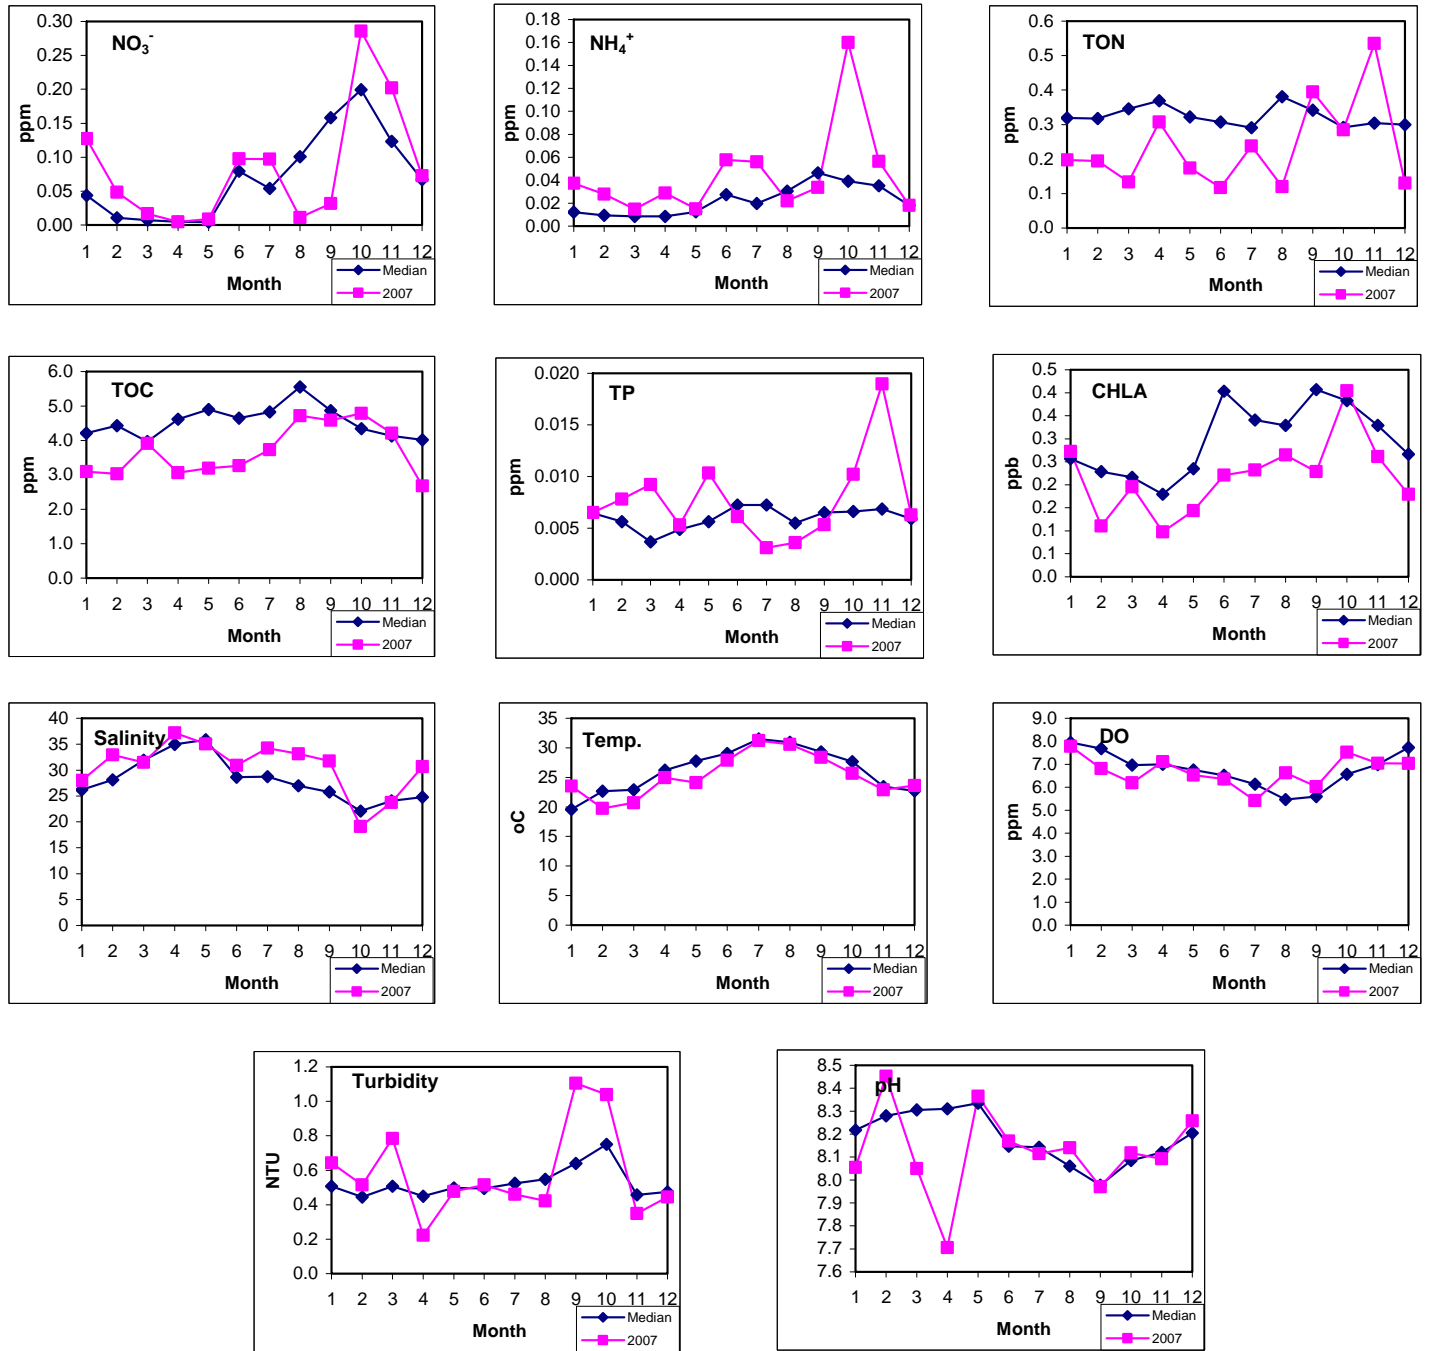 NO3-
ppm
0.30
0.25
0.20
0.15
0.10
0.05
0.00
1 2 3 4 5 6 7 8 9 10 11 12
Month
Median
2007
NH4+
ppm
0.18
0.16
0.14
0.12
0.10
0.08
0.06
0.04
0.02
0.00
1 2 3 4 5 6 7 8 9 10 11 12
Month
Median
2007
TON
ppm
0.6
0.5
0.4
0.3
0.2
0.1
0.0
1 2 3 4 5 6 7 8 9 10 11 12
Month
Median
2007
TOC
ppm
6.0
5.0
4.0
3.0
2.0
1.0
0.0
1 2 3 4 5 6 7 8 9 10 11 12
Month
Median
2007
TP
ppm
0.020
0.015
0.010
0.005
0.000
1 2 3 4 5 6 7 8 9 10 11 12
Month
Median
2007
CHLA
ppb
0.5
0.4
0.4
0.3
0.3
0.2
0.2
0.1
0.1
0.0
1 2 3 4 5 6 7 8 9 10 11 12
Month
Median
2007
Salinity
40
35
30
25
20
15
10
5
0
1 2 3 4 5 6 7 8 9 10 11 12
Month
Median
2007
Temp.
oC
35
30
25
20
15
10
5
0
1 2 3 4 5 6 7 8 9 10 11 12
Month
Median
2007
DO
ppm
9.0
8.0
7.0
6.0
5.0
4.0
3.0
2.0
1.0
0.0
1 2 3 4 5 6 7 8 9 10 11 12
Month
Median
2007
Turbidity
NTU
1.2
1.0
0.8
0.6
0.4
0.2
0.0
1 2 3 4 5 6 7 8 9 10 11 12
Month
Median
2007
pH
8.5
8.4
8.3
8.2
8.1
8.0
7.9
7.8
7.7
7.6
1 2 3 4 5 6 7 8 9 10 11 12
Month
Median
2007